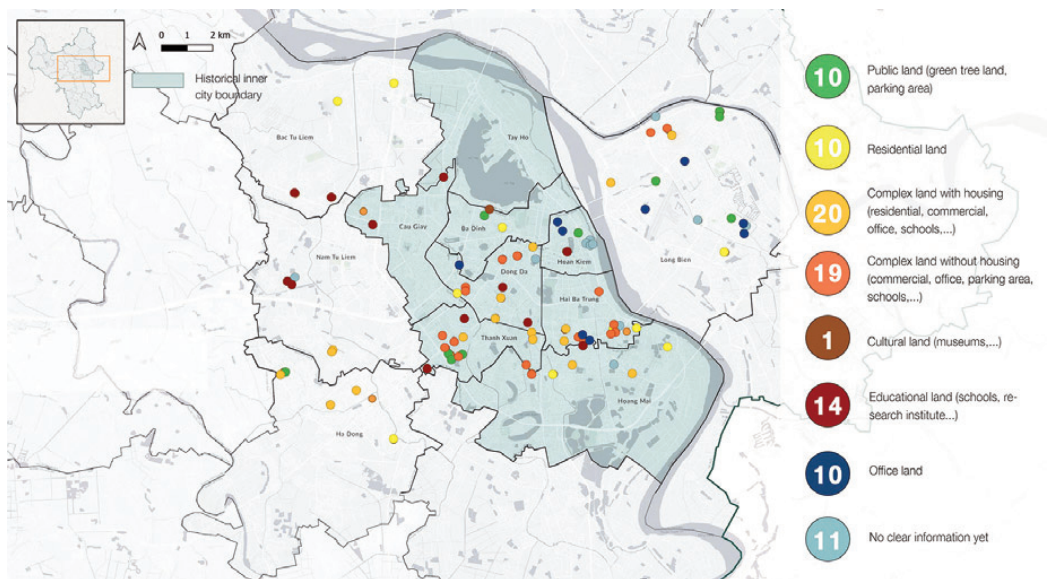 0 1 2 km
Historical inner
city boundary
Bac Tu Liem
Tay Ho
Cau Giay
Ba Dinh
Hoan Kiem
Long Bien
Nam Tu Liem
Dong Da
Hai Ba Trung
Thanh Xuan
Hoang Mai
Ha Dong
10
Public land (green tree land,
parking area)
10
Residential land
20
Complex land with housing
(residential, commercial,
office, schools,...)
19
Complex land without housing
(commercial, office, parking area,
schools,...)
1
Cultural land (museums,...)
14
Educational land (schools, re-
search institute...)
10
Office land
11
No clear information yet